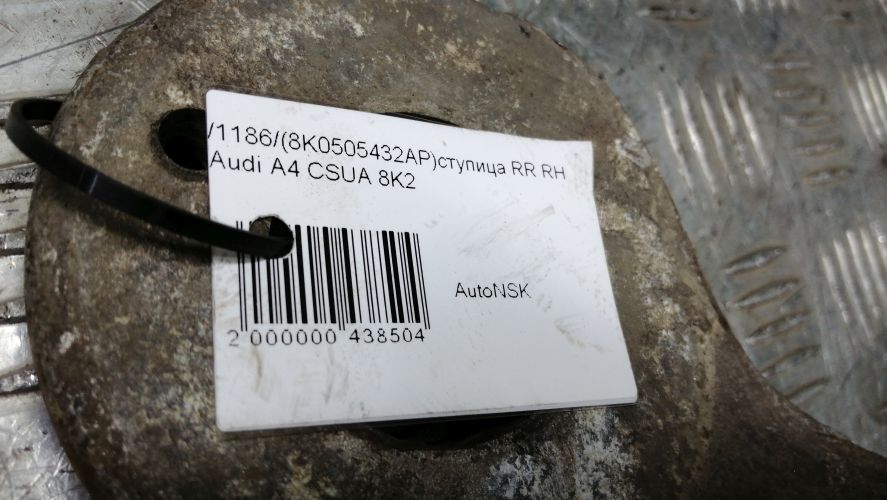 /1186/(8K0505432AP)ступица RR RH
Audi A4 CSUA 8K2
AutoNSK
2 000000 438504